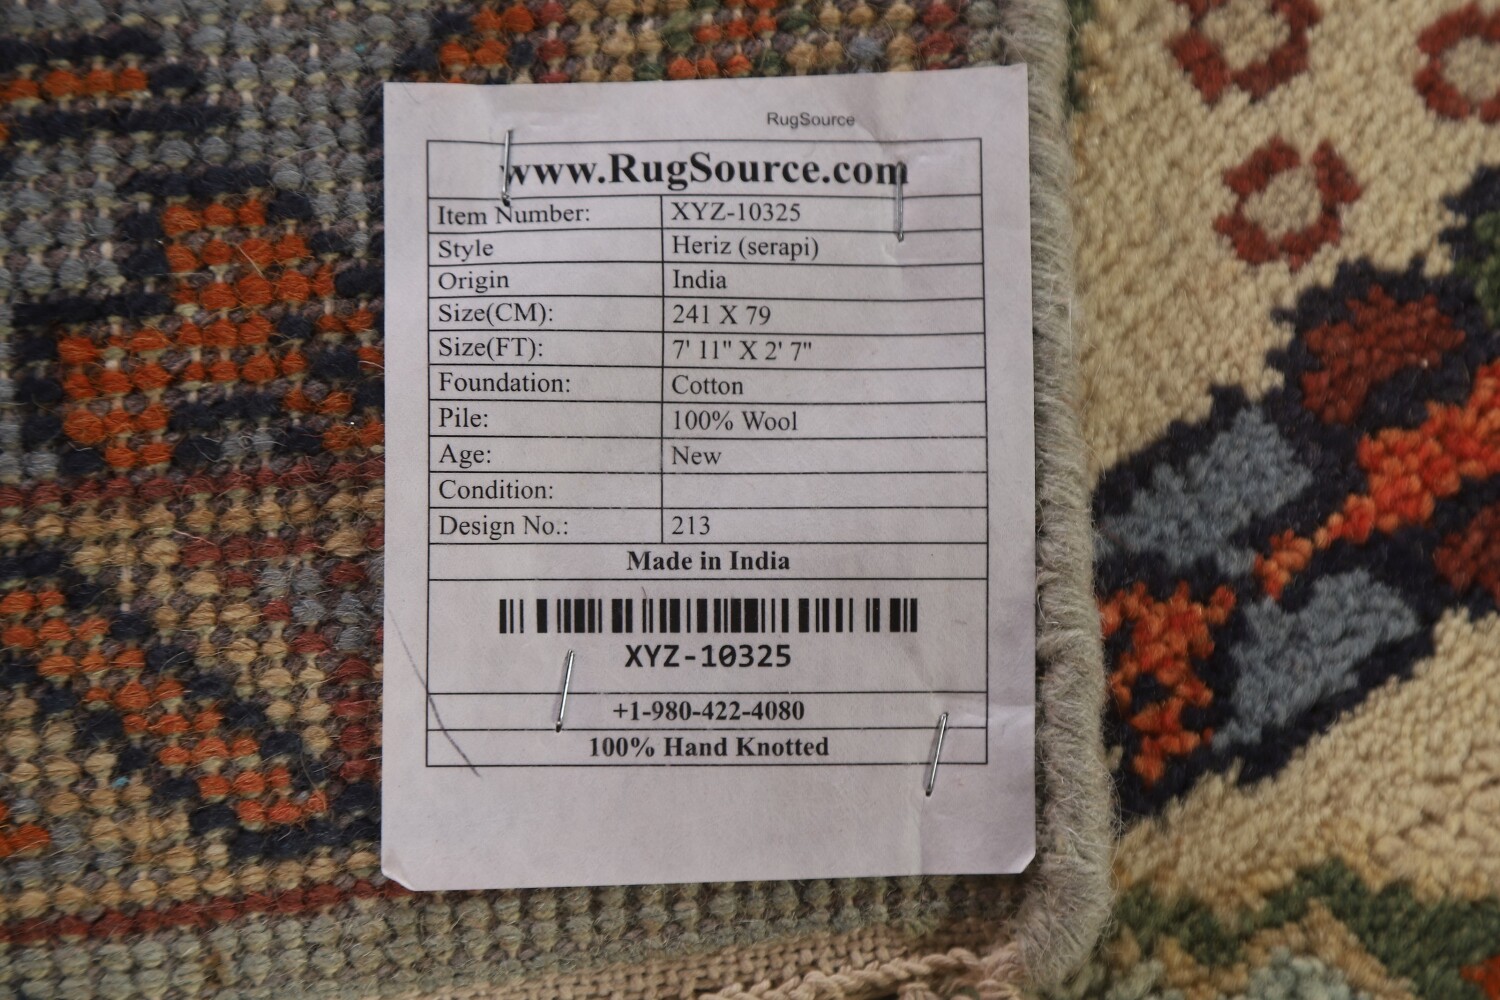 RugSource
www.RugSource.com
Item Number: XYZ-10325
Style Heriz (serapi)
Origin India
Size(CM): 241 X 79
Size(FT): 7' 11" X 2' 7"
Foundation: Cotton
Pile: 100% Wool
Age: New
Condition:
Design No.: 213
Made in India
XYZ-10325
+1-980-422-4080
100% Hand Knotted